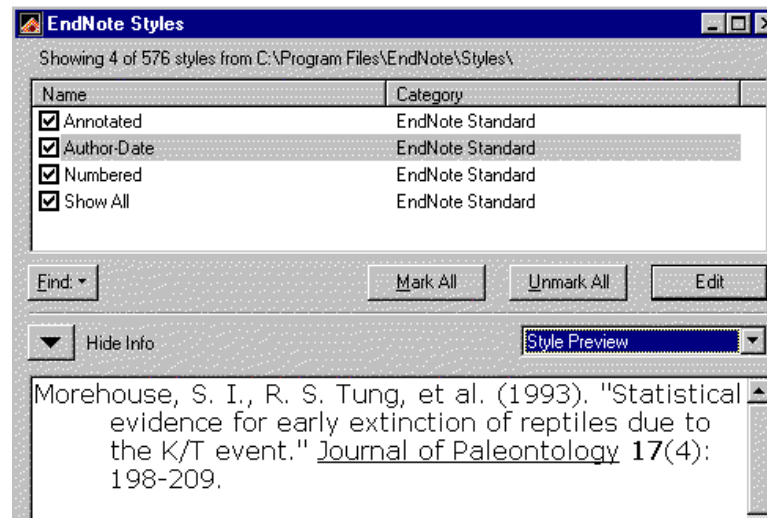 EndNote Styles
Showing 4 of 576 styles from C:\Program Files\EndNote\Styles\
Name Category
Annotated EndNote Standard
Author-Date EndNote Standard
Numbered EndNote Standard
Show All EndNote Standard
Find: Mark All Unmark All Edit
Hide Info Style Preview
Morehouse, S. I., R. S. Tung, et al. (1993). "Statistical
evidence for early extinction of reptiles due to
the K/T event." Journal of Paleontology 17(4):
198-209.